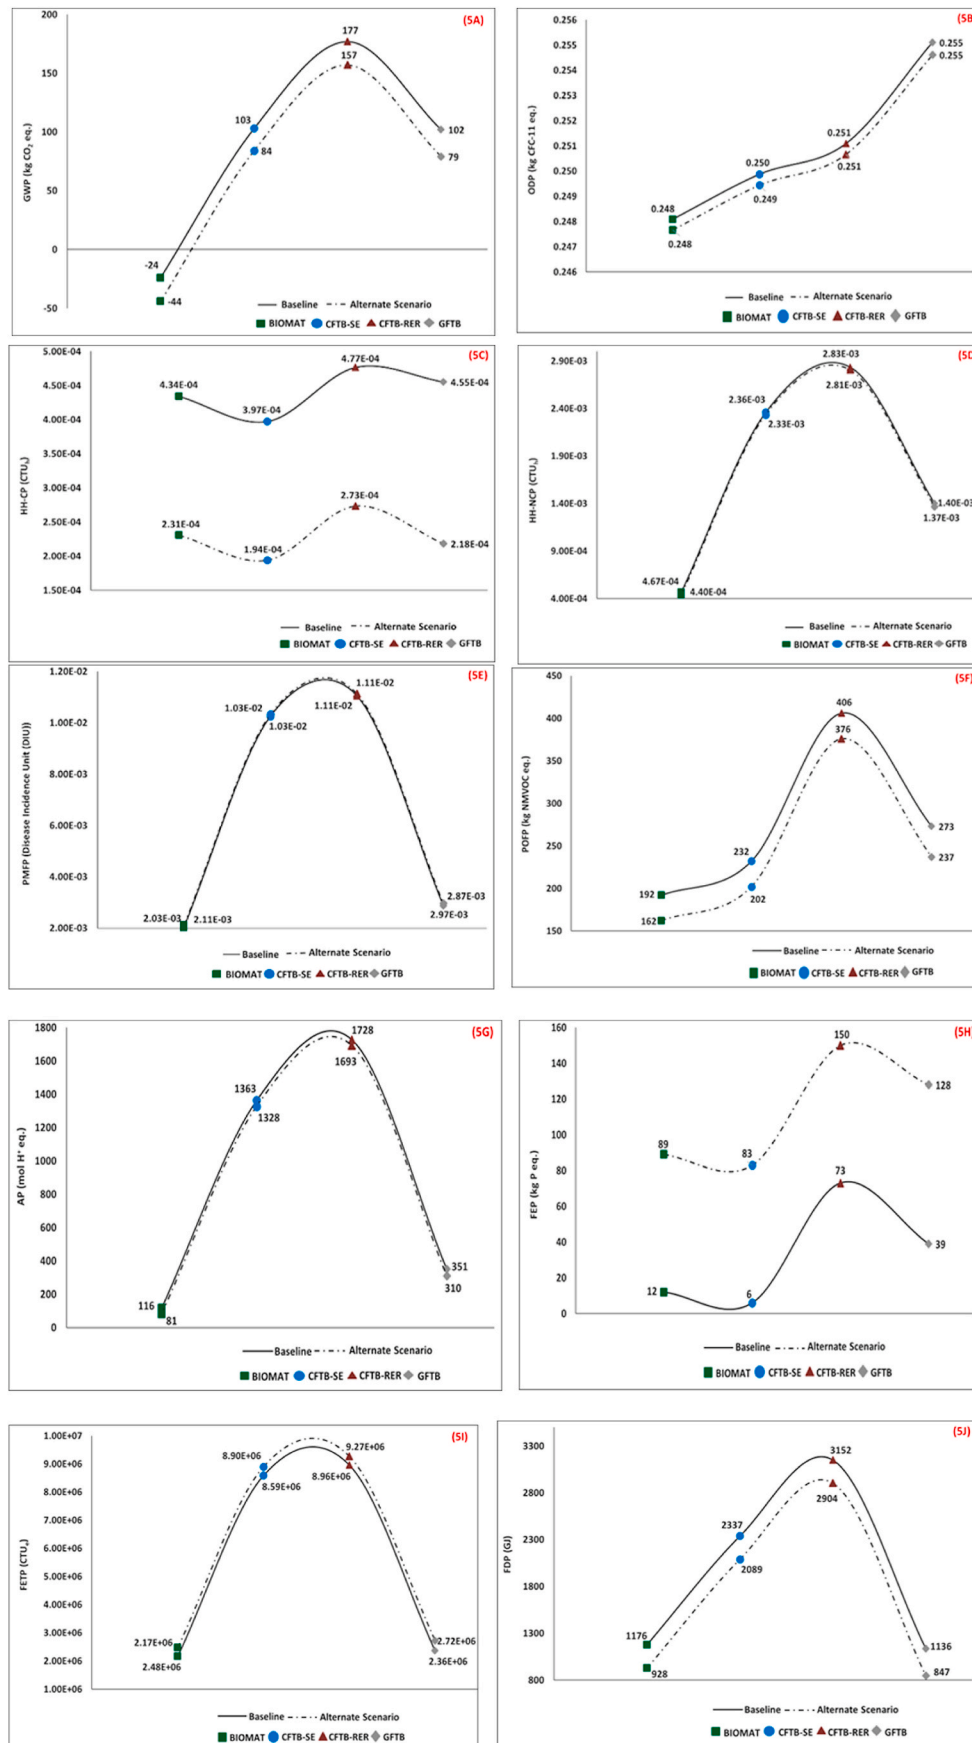 (5A)
200
150
100
50
0
-50
GWP (kg CO2 eq.)
177
157
103
84
102
79
-24
-44
Baseline Alternate Scenario
BIOMAT CFTB-SE CFTB-RER GFTB
(5B
0.256
0.255
0.254
0.253
0.252
0.251
0.250
0.249
0.248
0.247
0.246
ODP (kg CFC-11 eq.)
0.255
0.255
0.251
0.251
0.250
0.249
0.248
0.248
Baseline Alternate Scenario
BIOMAT CFTB-SE CFTB-RER GFTB
(5C)
5.00E-04
4.50E-04
4.00E-04
3.50E-04
3.00E-04
2.50E-04
2.00E-04
1.50E-04
HH-CP (CTUh)
4.34E-04
3.97E-04
4.77E-04
4.55E-04
2.31E-04
1.94E-04
2.73E-04
2.18E-04
Baseline Alternate Scenario
BIOMAT CFTB-SE CFTB-RER GFTB
(5D
2.90E-03
2.40E-03
1.90E-03
1.40E-03
9.00E-04
4.00E-04
HH-NCP (CTUh)
2.83E-03
2.81E-03
2.36E-03
2.33E-03
1.40E-03
1.37E-03
4.67E-04
4.40E-04
Baseline Alternate Scenario
BIOMAT CFTB-SE CFTB-RER GFTB
(5E)
1.20E-02
1.00E-02
8.00E-03
6.00E-03
4.00E-03
2.00E-03
PMFP (Disease Incidence Unit (DIU))
1.03E-02
1.03E-02
1.11E-02
1.11E-02
2.03E-03
2.11E-03
2.87E-03
2.97E-03
Baseline Alternate Scenario
BIOMAT CFTB-SE CFTB-RER GFTB
(5F)
450
400
350
300
250
200
150
POFP (kg NMVOC eq.)
406
376
273
237
232
202
192
162
Baseline Alternate Scenario
BIOMAT CFTB-SE CFTB-RER GFTB
(5G)
1800
1600
1400
1200
1000
800
600
400
200
0
AP (mol H+ eq.)
1728
1693
1363
1328
351
310
116
81
Baseline Alternate Scenario
BIOMAT CFTB-SE CFTB-RER GFTB
(5H)
160
140
120
100
80
60
40
20
0
FEP (kg P eq.)
150
128
89
83
73
39
12
6
Baseline Alternate Scenario
BIOMAT CFTB-SE CFTB-RER GFTB
(5I)
1.00E+07
9.00E+06
8.00E+06
7.00E+06
6.00E+06
5.00E+06
4.00E+06
3.00E+06
2.00E+06
1.00E+06
FETP (CTUe)
8.90E+06
8.59E+06
9.27E+06
8.96E+06
2.17E+06
2.48E+06
2.72E+06
2.36E+06
Baseline Alternate Scenario
BIOMAT CFTB-SE CFTB-RER GFTB
(5J)
3300
2800
2300
1800
1300
800
FDP (GJ)
3152
2904
2337
2089
1176
928
1136
847
Baseline Alternate Scenario
BIOMAT CFTB-SE CFTB-RER GFTB